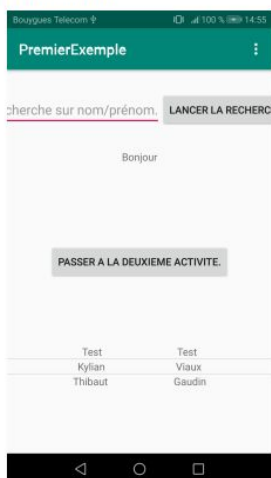 Bouygues Telecom 100 % 14:55
PremierExemple
cherche sur nom/prénom. LANCER LA RECHERC
Bonjour
PASSER A LA DEUXIEME ACTIVITE.
Test Test
Kylian Viaux
Thibaut Gaudin